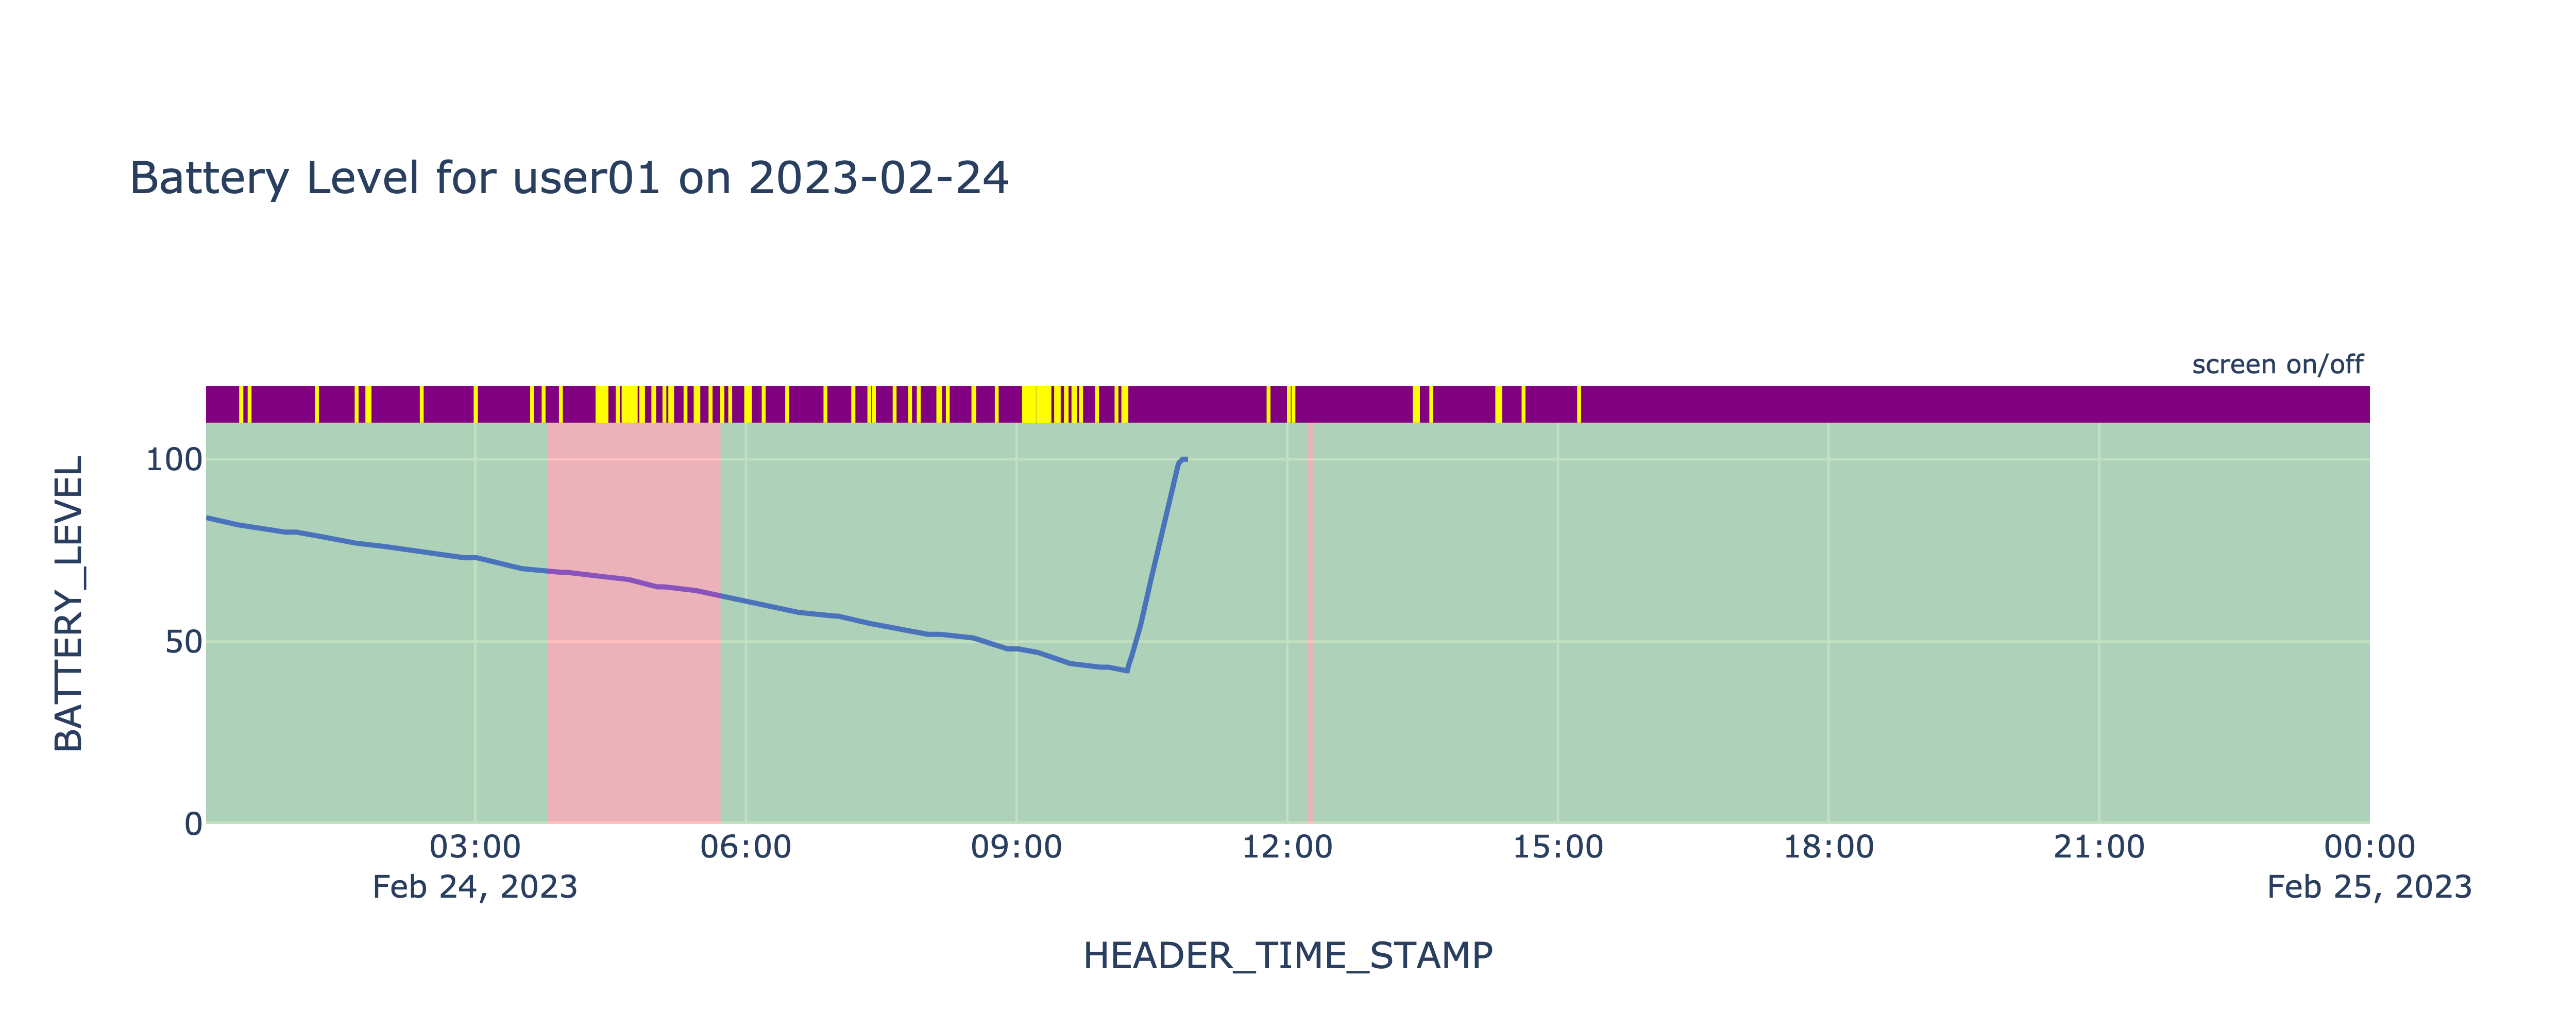 Battery Level for user01 on 2023-02-24
screen on/off
BATTERY_LEVEL
100
50
0
03:00 06:00 09:00 12:00 15:00 18:00 21:00 00:00
Feb 24, 2023 Feb 25, 2023
HEADER_TIME_STAMP